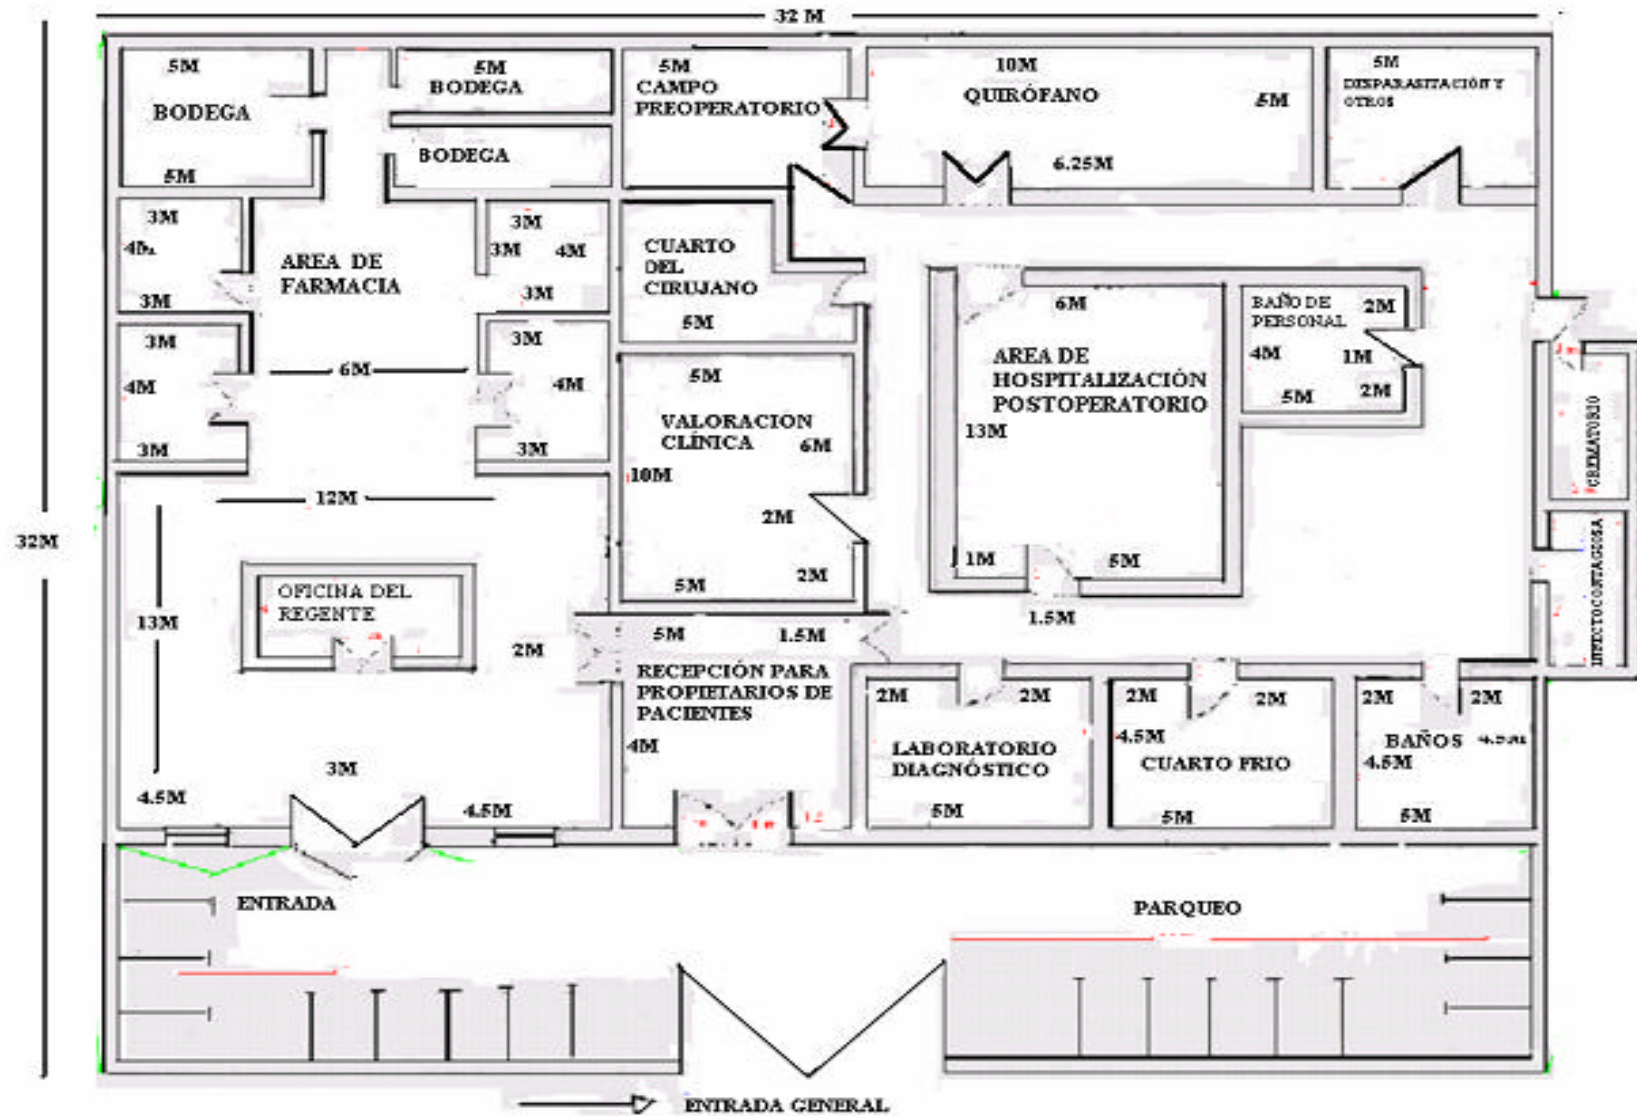 32 M
5M
BODEGA
5M
5M
BODEGA
BODEGA
5M
CAMPO
PREOPERATORIO
10M
QUIRÓFANO
5M
6.25M
5M
DESPARASITACIÓN Y
OTROS
3M
4M
3M
AREA DE
FARMACIA
3M
3M
4M
3M
CUARTO
DEL
CIRUJANO
5M
6M
AREA DE
HOSPITALIZACIÓN
POSTOPERATORIO
13M
1M
5M
BAÑO DE
PERSONAL
2M
4M
1M
5M
2M
3M
4M
3M
6M
3M
4M
3M
5M
VALORACIÓN
CLÍNICA
6M
10M
2M
5M
2M
CREMATORIO
INFECTOCONTAGIOSA
32M
12M
13M
OFICINA DEL
REGENTE
2M
3M
4.5M
4.5M
5M
1.5M
RECEPCIÓN PARA
PROPIETARIOS DE
PACIENTES
4M
1.5M
2M
2M
LABORATORIO
DIAGNÓSTICO
5M
2M
2M
4.5M
CUARTO FRIO
5M
2M
2M
BAÑOS
4.5M
4.5M
5M
ENTRADA
PARQUEO
ENTRADA GENERAL